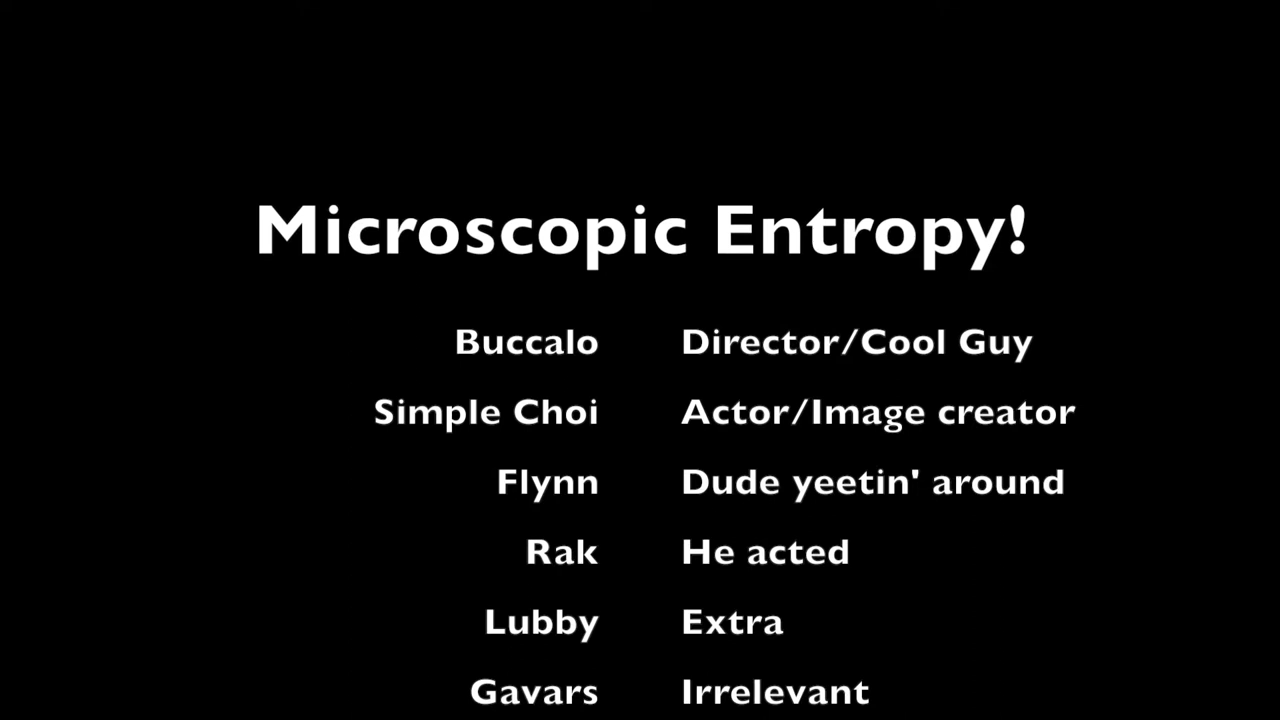 Microscopic Entropy!
Buccalo Director/Cool Guy
Simple Choi Actor/Image creator
Flynn Dude yeetin' around
Rak He acted
Lubby Extra
Gavars Irrelevant